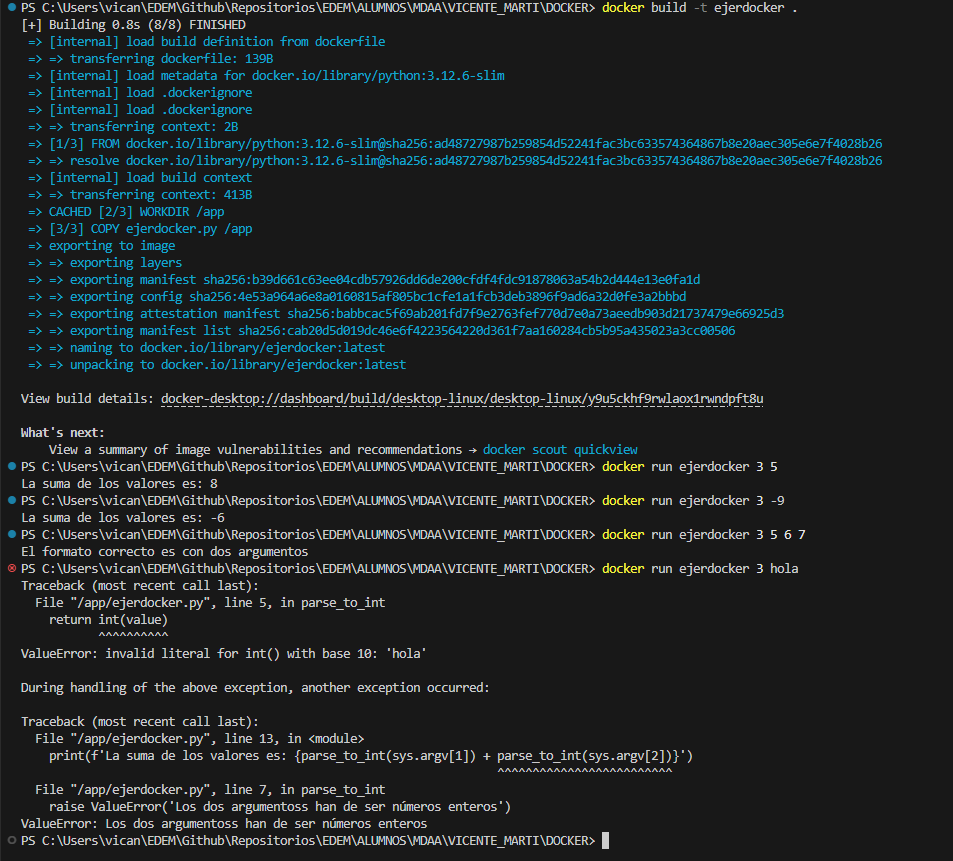 PS C:\Users\vican\EDEM\Github\Repositorios\EDEM\ALUMNOS\MDAA\VICENTE_MARTI\DOCKER> docker build -t ejerdocker .
[+] Building 0.8s (8/8) FINISHED
=> [internal] load build definition from dockerfile
=> => transferring dockerfile: 139B
=> [internal] load metadata for docker.io/library/python:3.12.6-slim
=> [internal] load .dockerignore
=> [internal] load .dockerignore
=> => transferring context: 2B
=> [1/3] FROM docker.io/library/python:3.12.6-slim@sha256:ad48727987b259854d52241fac3bc633574364867b8e20aec305e6e7f4028b26
=> => resolve docker.io/library/python:3.12.6-slim@sha256:ad48727987b259854d52241fac3bc633574364867b8e20aec305e6e7f4028b26
=> [internal] load build context
=> => transferring context: 413B
=> CACHED [2/3] WORKDIR /app
=> [3/3] COPY ejerdocker.py /app
=> exporting to image
=> => exporting layers
=> => exporting manifest sha256:b39d661c63ee04cdb57926dd6de200cfdf4fdc91878063a54b2d444e13e0fa1d
=> => exporting config sha256:4e53a964a6e8a0160815af805bc1cfe1a1fcb3deb3896f9ad6a32d0fe3a2bbbd
=> => exporting attestation manifest sha256:babbcac5f69ab201fd7f9e2763fef770d7e0a73aeedb903d21737479e66925d3
=> => exporting manifest list sha256:cab20d5d019dc46e6f4223564220d361f7aa160284cb5b95a435023a3cc00506
=> => naming to docker.io/library/ejerdocker:latest
=> => unpacking to docker.io/library/ejerdocker:latest
View build details: docker-desktop://dashboard/build/desktop-linux/desktop-linux/y9u5ckhf9rwlaox1rwndpft8u
What's next:
View a summary of image vulnerabilities and recommendations → docker scout quickview
PS C:\Users\vican\EDEM\Github\Repositorios\EDEM\ALUMNOS\MDAA\VICENTE_MARTI\DOCKER> docker run ejerdocker 3 5
La suma de los valores es: 8
PS C:\Users\vican\EDEM\Github\Repositorios\EDEM\ALUMNOS\MDAA\VICENTE_MARTI\DOCKER> docker run ejerdocker 3 -9
La suma de los valores es: -6
PS C:\Users\vican\EDEM\Github\Repositorios\EDEM\ALUMNOS\MDAA\VICENTE_MARTI\DOCKER> docker run ejerdocker 3 5 6 7
El formato correcto es con dos argumentos
PS C:\Users\vican\EDEM\Github\Repositorios\EDEM\ALUMNOS\MDAA\VICENTE_MARTI\DOCKER> docker run ejerdocker 3 hola
Traceback (most recent call last):
File "/app/ejerdocker.py", line 5, in parse_to_int
return int(value)
^^^^^^^^^^
ValueError: invalid literal for int() with base 10: 'hola'
During handling of the above exception, another exception occurred:
Traceback (most recent call last):
File "/app/ejerdocker.py", line 13, in <module>
print(f'La suma de los valores es: {parse_to_int(sys.argv[1]) + parse_to_int(sys.argv[2])}')
^^^^^^^^^^^^^^^^^^^^^^^^^
File "/app/ejerdocker.py", line 7, in parse_to_int
raise ValueError('Los dos argumentoss han de ser números enteros')
ValueError: Los dos argumentoss han de ser números enteros
PS C:\Users\vican\EDEM\Github\Repositorios\EDEM\ALUMNOS\MDAA\VICENTE_MARTI\DOCKER>